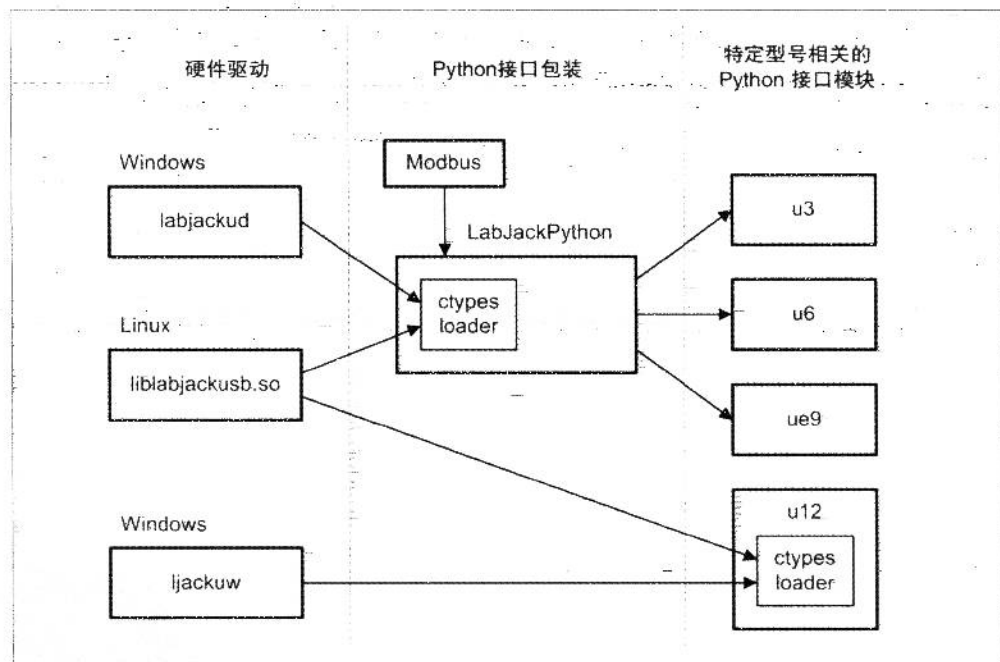 硬件驱动
Python接口包装
特定型号相关的
Python 接口模块
Windows
labjackud
Modbus
LabJackPython
ctypes
loader
Linux
liblabjackusb.so
Windows
ljackuw
u3
u6
ue9
u12
ctypes
loader